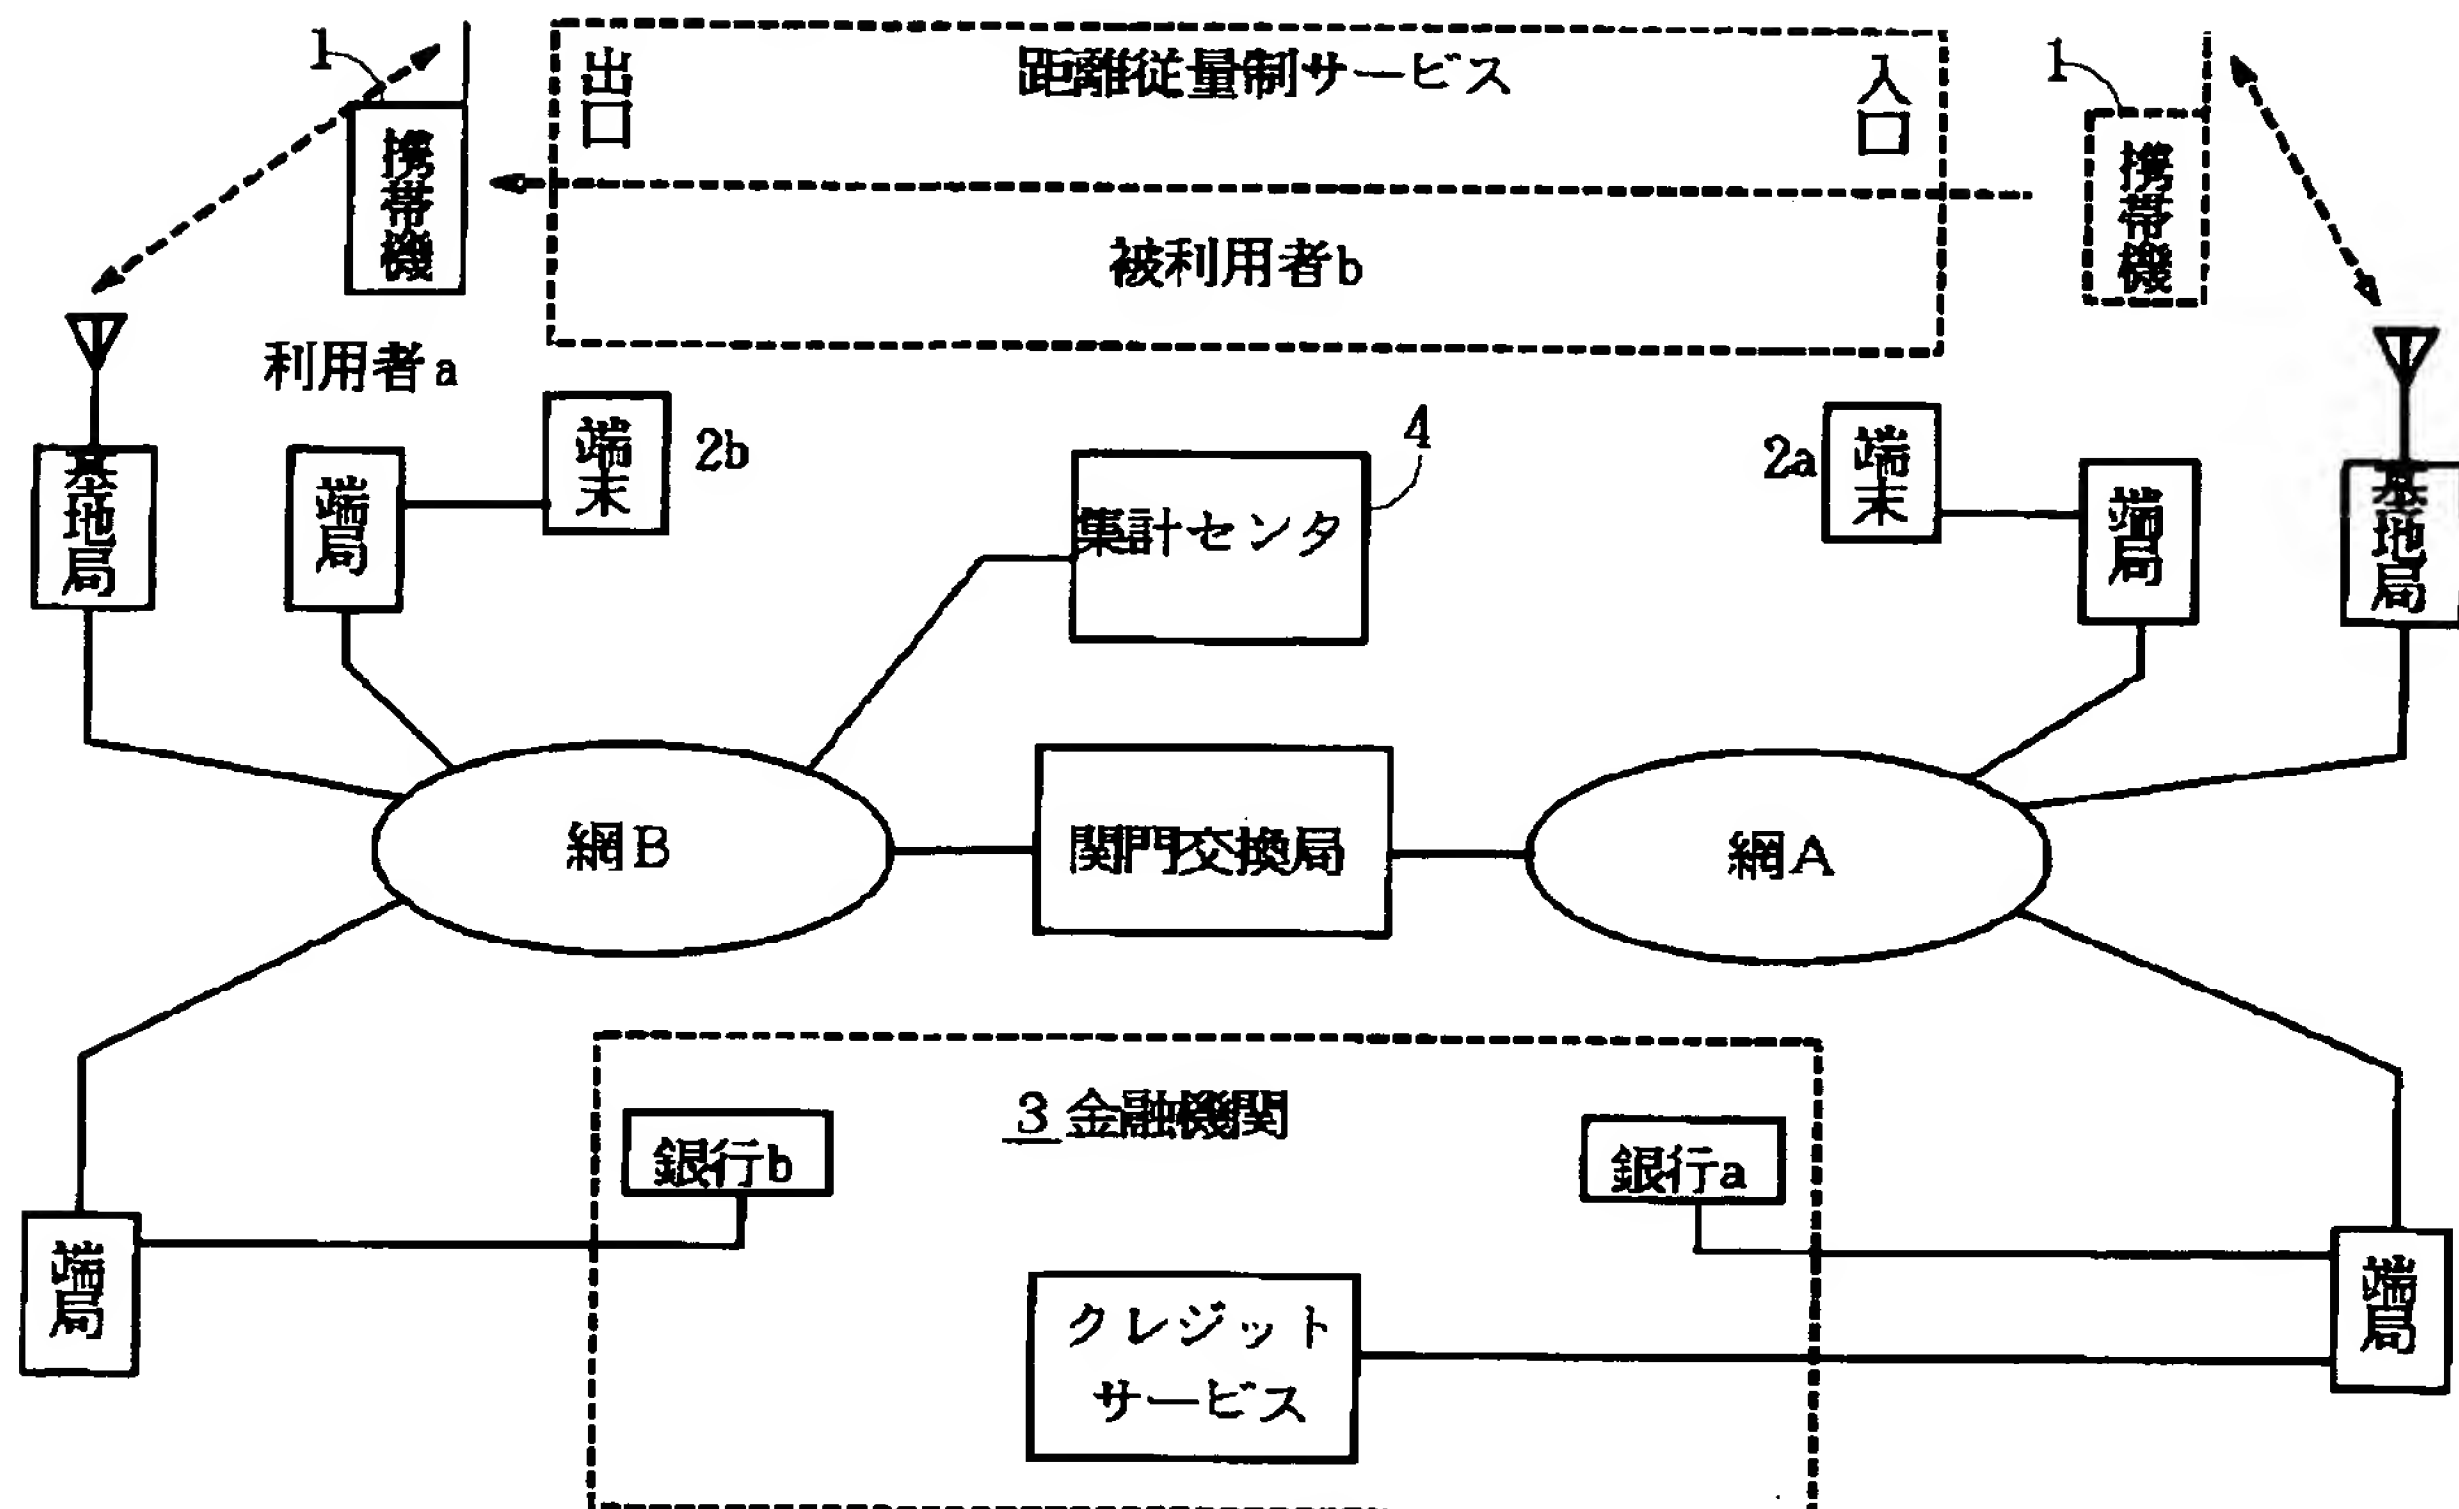 1
携帯機
利用者a
出口
距離従量制サービス
入口
被利用者b
1
携帯機
基地局
端局
端末
2b
集計センタ
4
2a
端末
端局
基地局
網B
関門交換局
網A
3 金融機関
銀行b
銀行a
クレジット
サービス
端局
端局